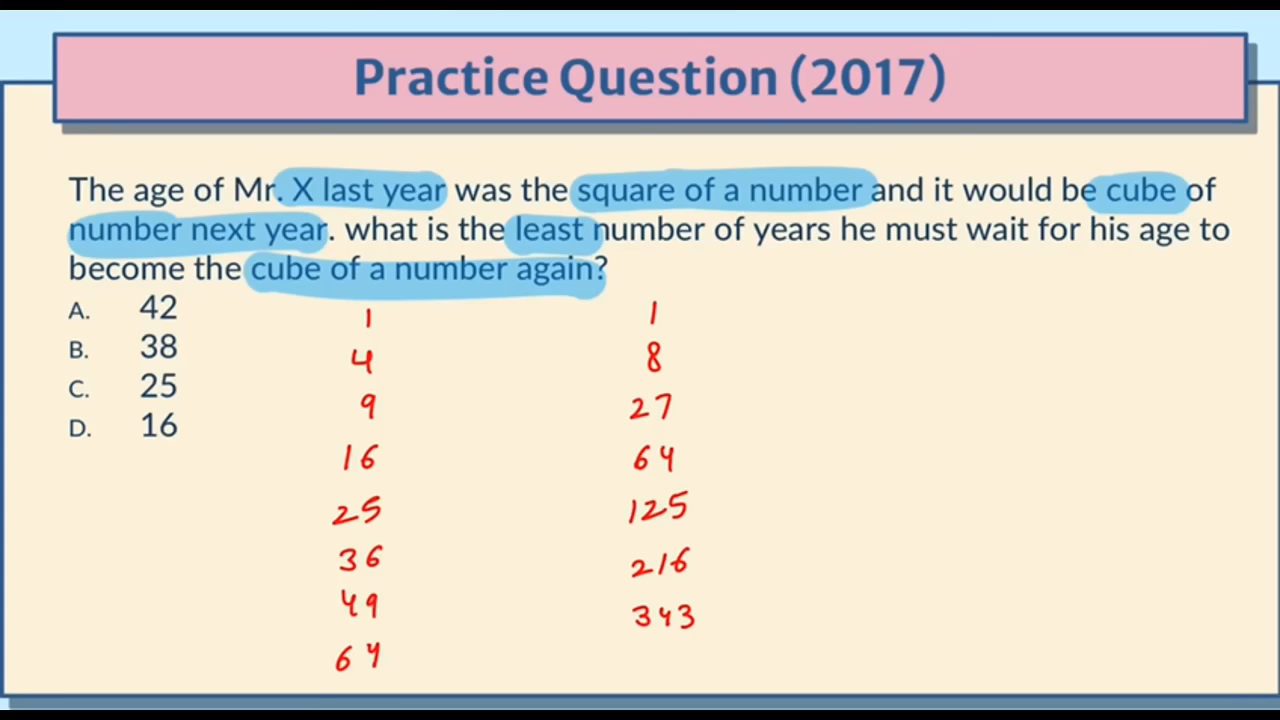 Practice Question (2017)
The age of Mr. X last year was the square of a number and it would be cube of
number next year. what is the least number of years he must wait for his age to
become the cube of a number again?
A. 42
B. 38
C. 25
D. 16
1 1
4 8
9 27
16 64
25 125
36 216
49 343
64